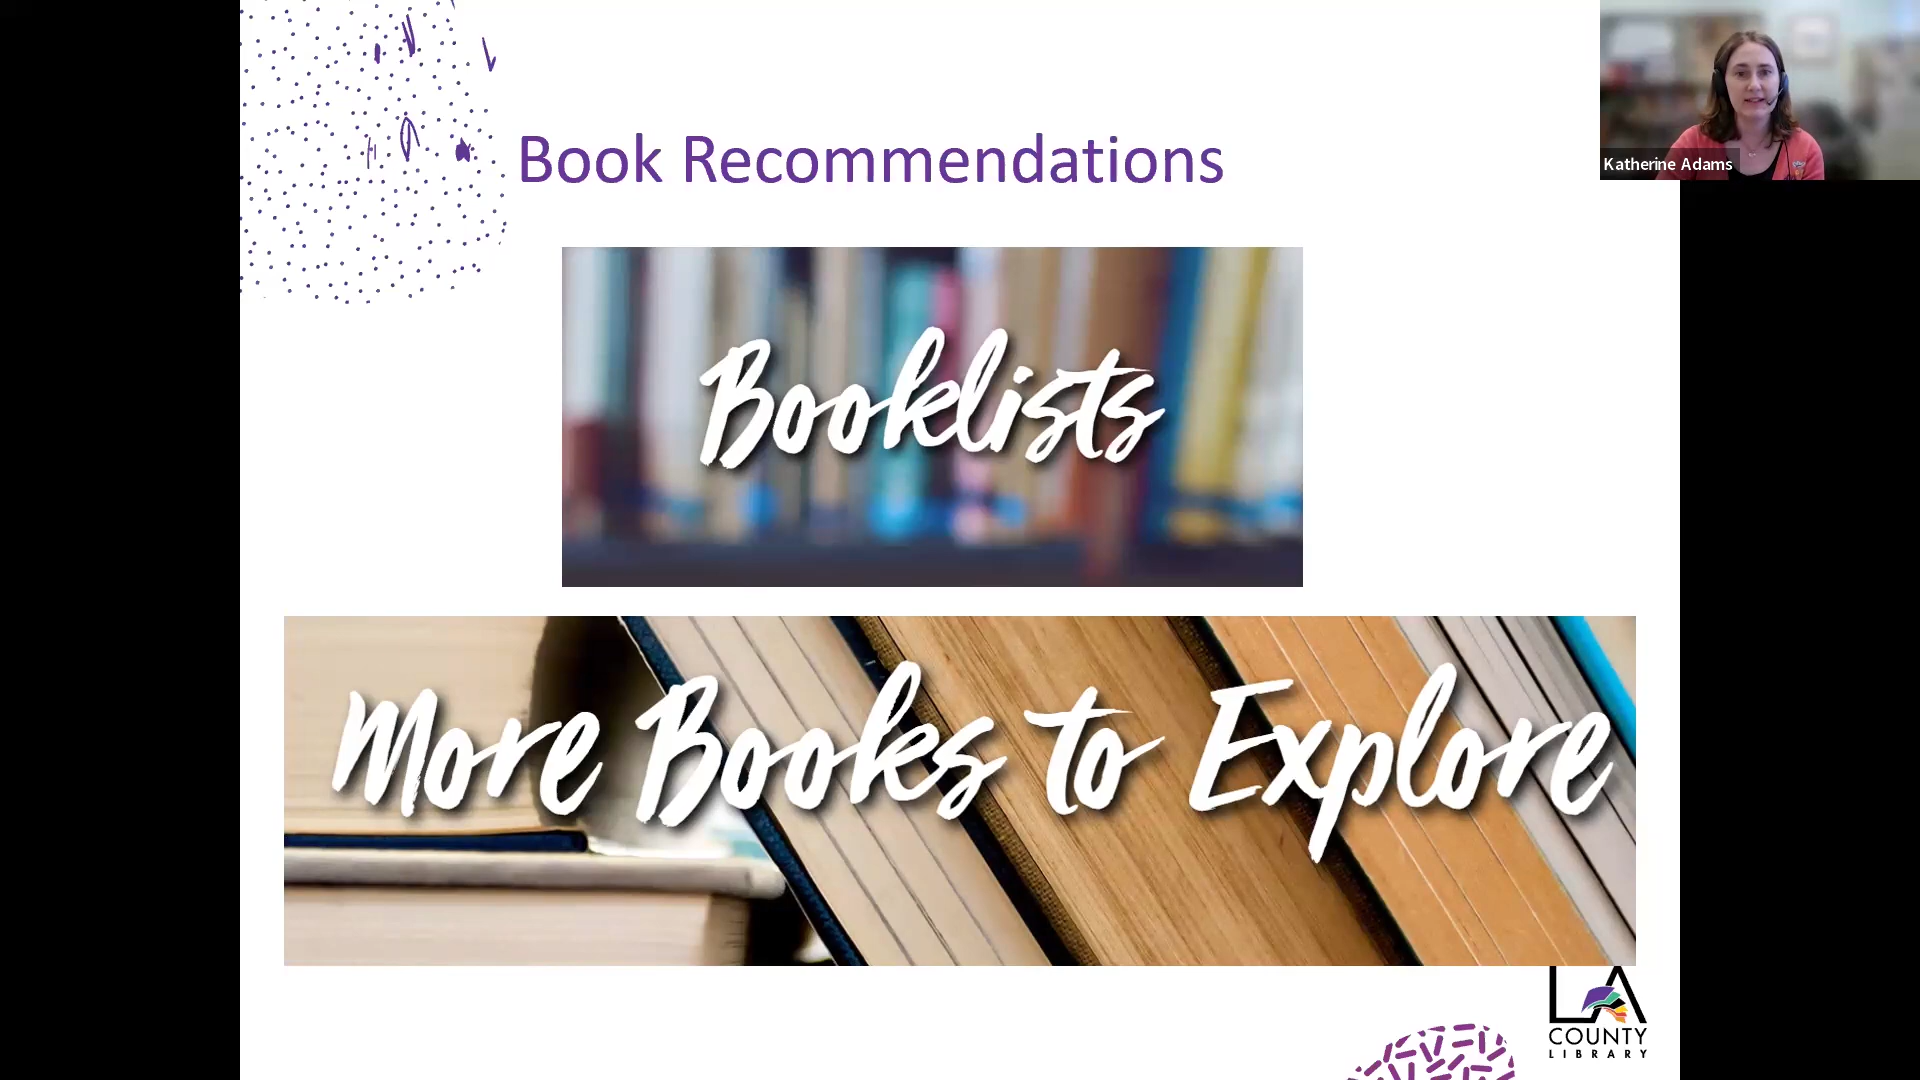 Book Recommendations
Katherine Adams
Booklists
More Books to Explore
LA
COUNTY
LIBRARY